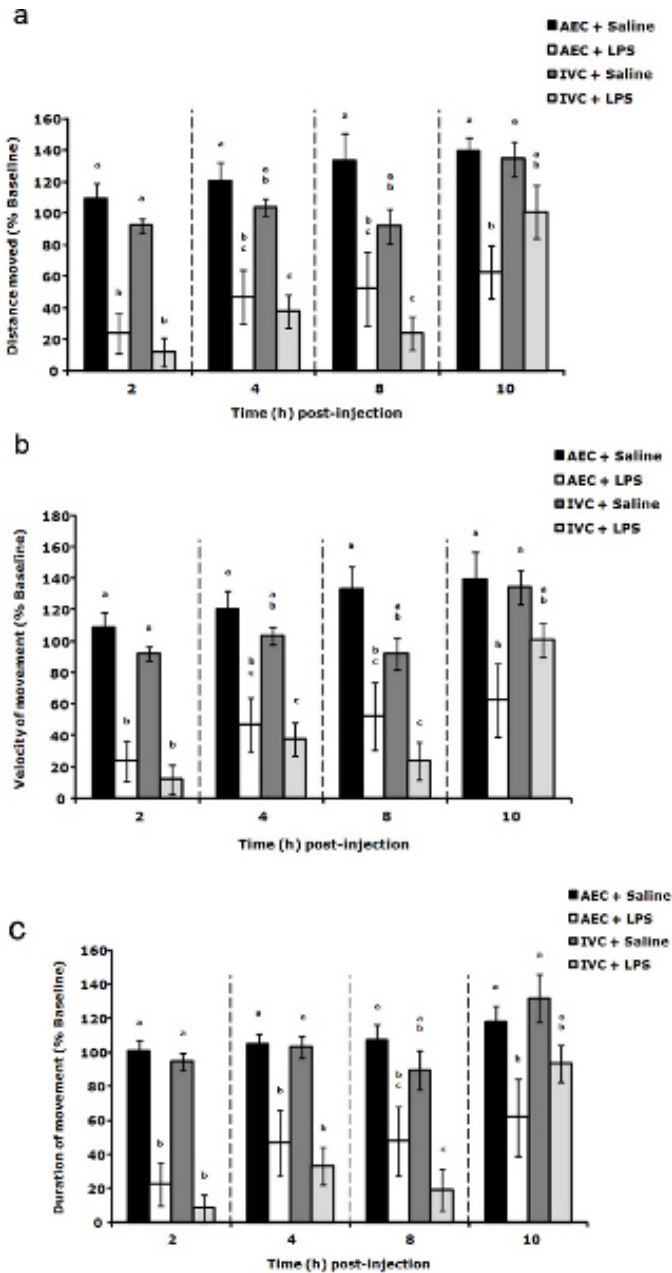 a
AEC + Saline
AEC + LPS
IVC + Saline
IVC + LPS
Distance moved (% Baseline)
160
140
120
100
80
60
40
20
0
a
b
a
b
a
b
c
b
c
a
b
c
a
b
c
a
b
a
b
2
4
8
10
Time (h) post-injection
b
AEC + Saline
AEC + LPS
IVC + Saline
IVC + LPS
Velocity of movement (% Baseline)
180
160
140
120
100
80
60
40
20
0
a
b
a
b
a
b
a
b
c
a
b
c
a
b
c
a
b
a
b
2
4
8
10
Time (h) post-injection
c
AEC + Saline
AEC + LPS
IVC + Saline
IVC + LPS
Duration of movement (% Baseline)
160
140
120
100
80
60
40
20
0
a
b
a
b
a
b
b
b
c
a
b
a
b
a
b
2
4
8
10
Time (h) post-injection